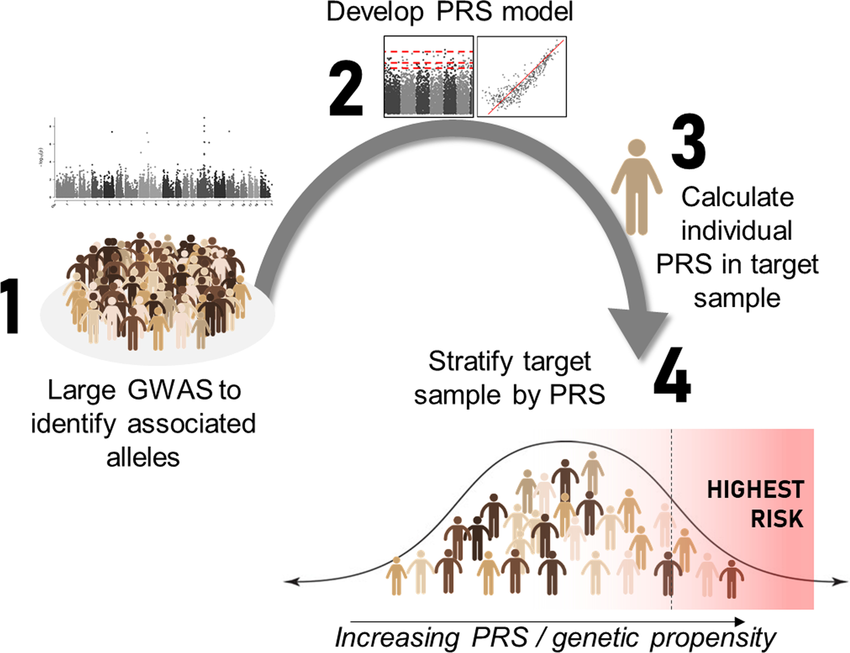 Develop PRS model
2
3
Calculate
individual
PRS in target
sample
1
Large GWAS to
identify associated
alleles
Stratify target
sample by PRS
4
HIGHEST
RISK
Increasing PRS / genetic propensity